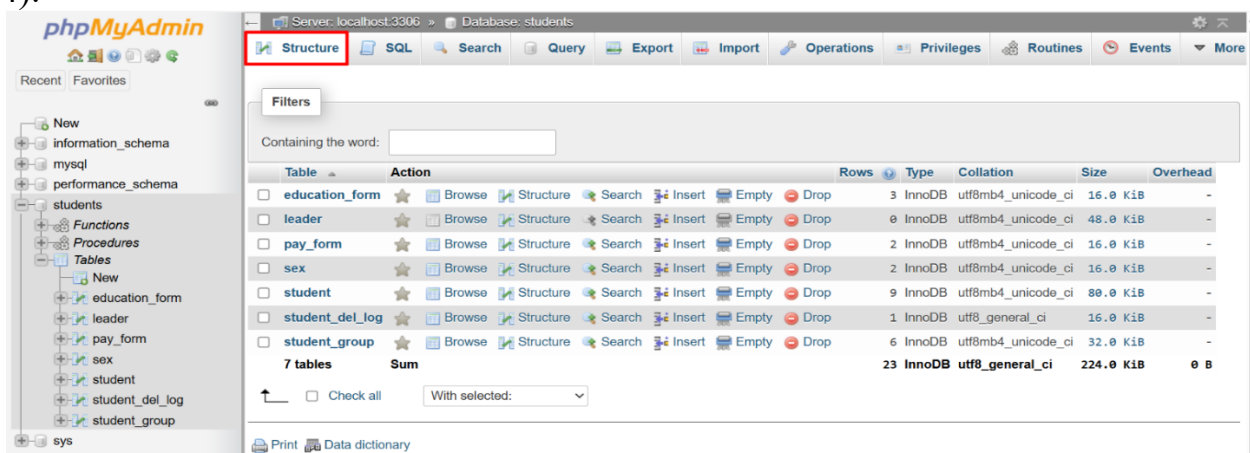 phpMyAdmin
Recent Favorites
New
information_schema
mysql
performance_schema
students
Functions
Procedures
Tables
New
education_form
leader
pay_form
sex
student
student_del_log
student_group
sys
Server: localhost:3306 » Database: students
Structure SQL Search Query Export Import Operations Privileges Routines Events More
Filters
Containing the word:
Table Action Rows Type Collation Size Overhead
education_form Browse Structure Search Insert Empty Drop 3 InnoDB utf8mb4_unicode_ci 16.0 KiB -
leader Browse Structure Search Insert Empty Drop 0 InnoDB utf8mb4_unicode_ci 48.0 KiB -
pay_form Browse Structure Search Insert Empty Drop 2 InnoDB utf8mb4_unicode_ci 16.0 KiB -
sex Browse Structure Search Insert Empty Drop 2 InnoDB utf8mb4_unicode_ci 16.0 KiB -
student Browse Structure Search Insert Empty Drop 9 InnoDB utf8mb4_unicode_ci 80.0 KiB -
student_del_log Browse Structure Search Insert Empty Drop 1 InnoDB utf8_general_ci 16.0 KiB -
student_group Browse Structure Search Insert Empty Drop 6 InnoDB utf8mb4_unicode_ci 32.0 KiB -
7 tables Sum 23 InnoDB utf8_general_ci 224.0 KiB 0 B
Check all With selected:
Print Data dictionary